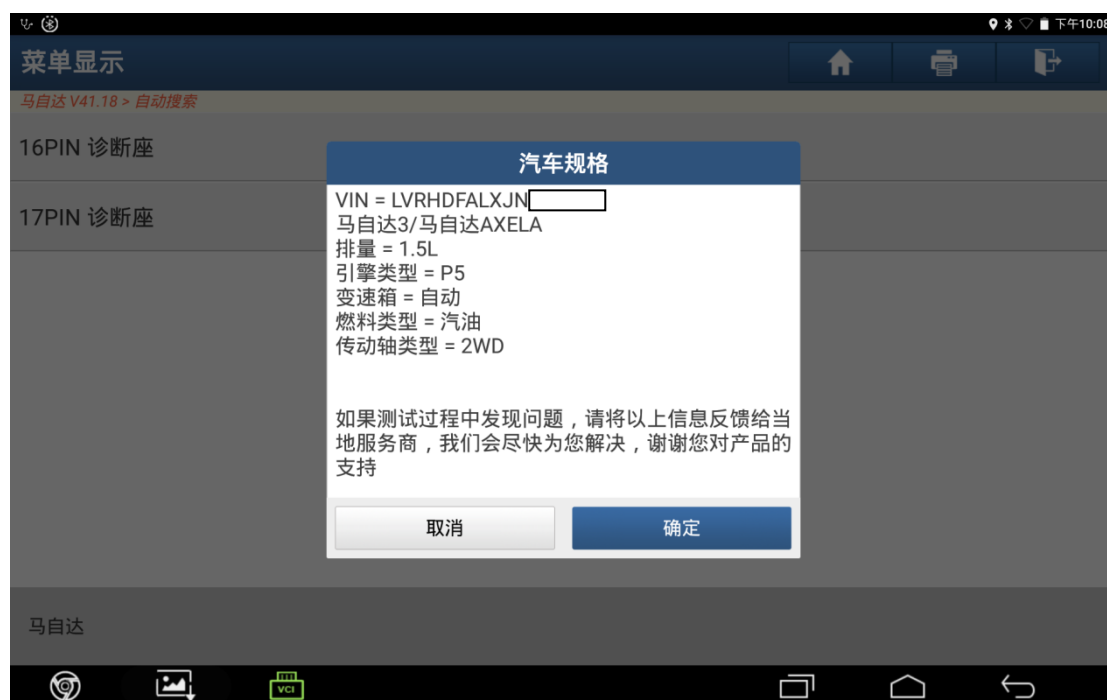 下午10:08
菜单显示
马自达 V41.18 > 自动搜索
16PIN 诊断座
17PIN 诊断座
汽车规格
VIN = LVRHDFALXJN
马自达3/马自达AXELA
排量 = 1.5L
引擎类型 = P5
变速箱 = 自动
燃料类型 = 汽油
传动轴类型 = 2WD
如果测试过程中发现问题，请将以上信息反馈给当
地服务商，我们会尽快为您解决，谢谢您对产品的
支持
取消
确定
马自达
VCI